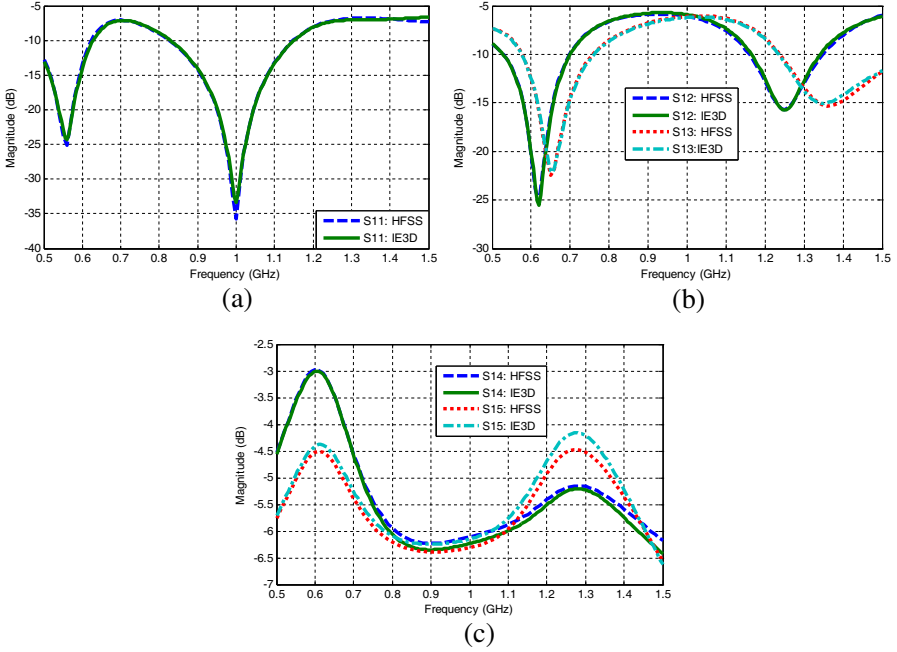 -5
-10
-15
-20
-25
-30
-35
-40
Magnitude (dB)
0.5 0.6 0.7 0.8 0.9 1.0 1.1 1.2 1.3 1.4 1.5
Frequency (GHz)
S11: HFSS
S11: IE3D
(a)
-5
-10
-15
-20
-25
-30
Magnitude (dB)
0.5 0.6 0.7 0.8 0.9 1 1.1 1.2 1.3 1.4 1.5
Frequency (GHz)
S12: HFSS
S12: IE3D
S13: HFSS
S13:IE3D
(b)
-2.5
-3
-3.5
-4
-4.5
-5
-5.5
-6
-6.5
-7
Magnitude (dB)
0.5 0.6 0.7 0.8 0.9 1 1.1 1.2 1.3 1.4 1.5
Frequency (GHz)
S14: HFSS
S14: IE3D
S15: HFSS
S15: IE3D
(c)